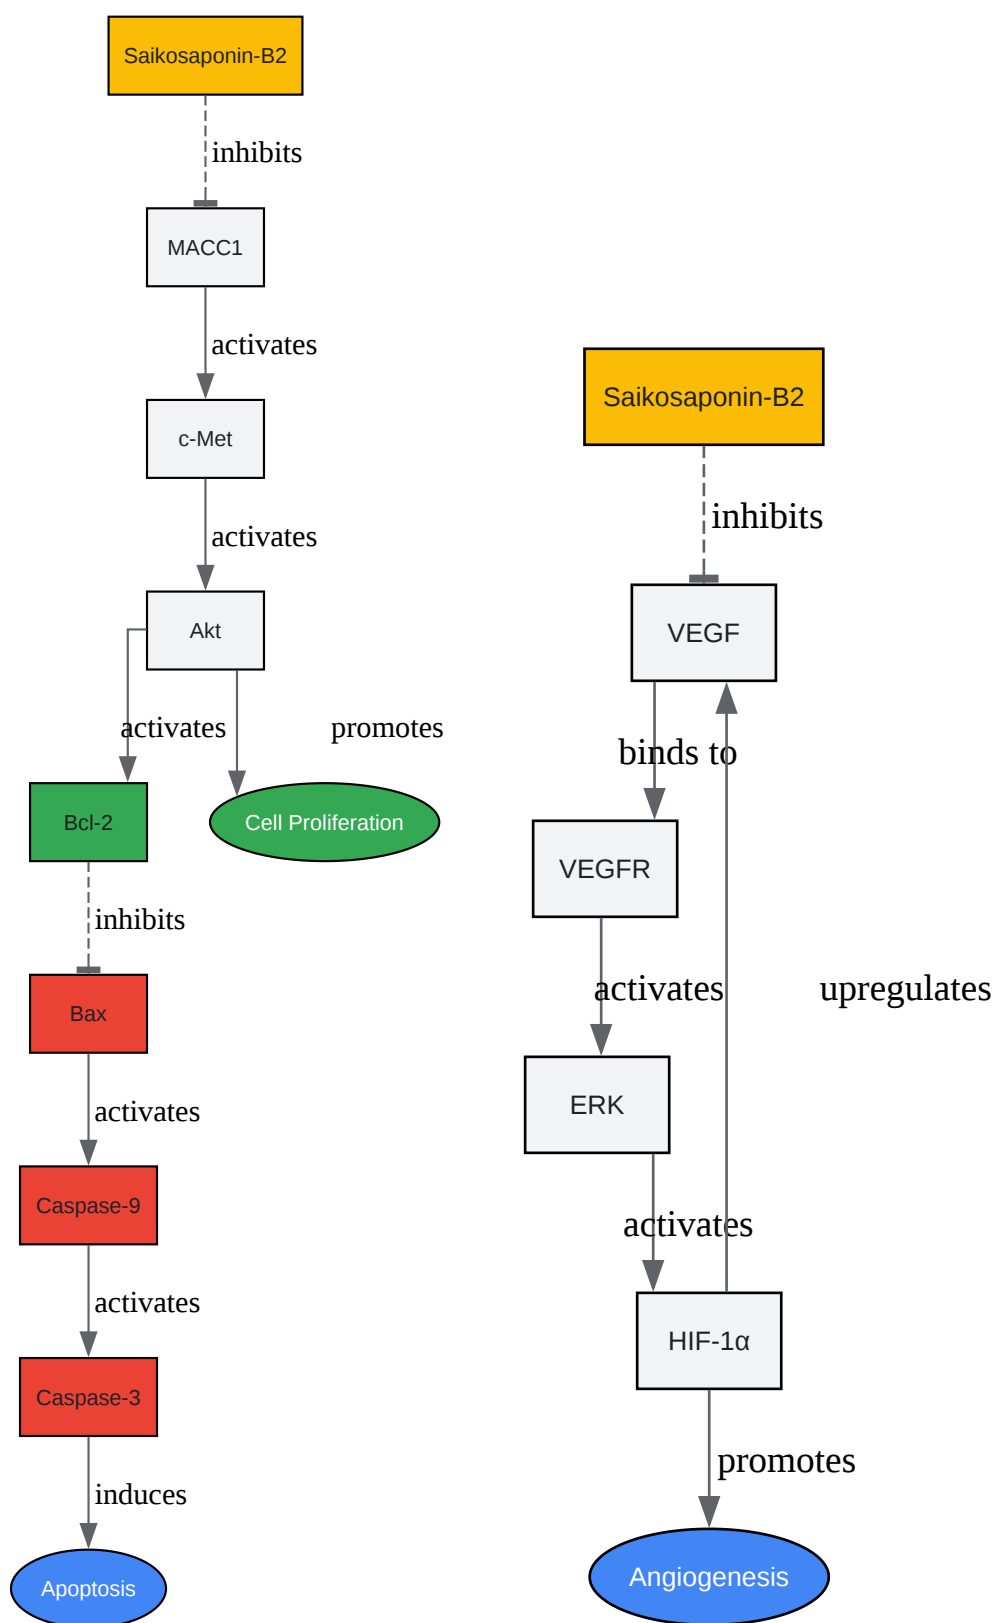 Saikosaponin-B2
inhibits
MACC1
activates
c-Met
activates
Akt
activates
promotes
Bcl-2
Cell Proliferation
inhibits
Bax
activates
Caspase-9
activates
Caspase-3
induces
Apoptosis
Saikosaponin-B2
inhibits
VEGF
binds to
VEGFR
activates
upregulates
ERK
activates
HIF-1α
promotes
Angiogenesis